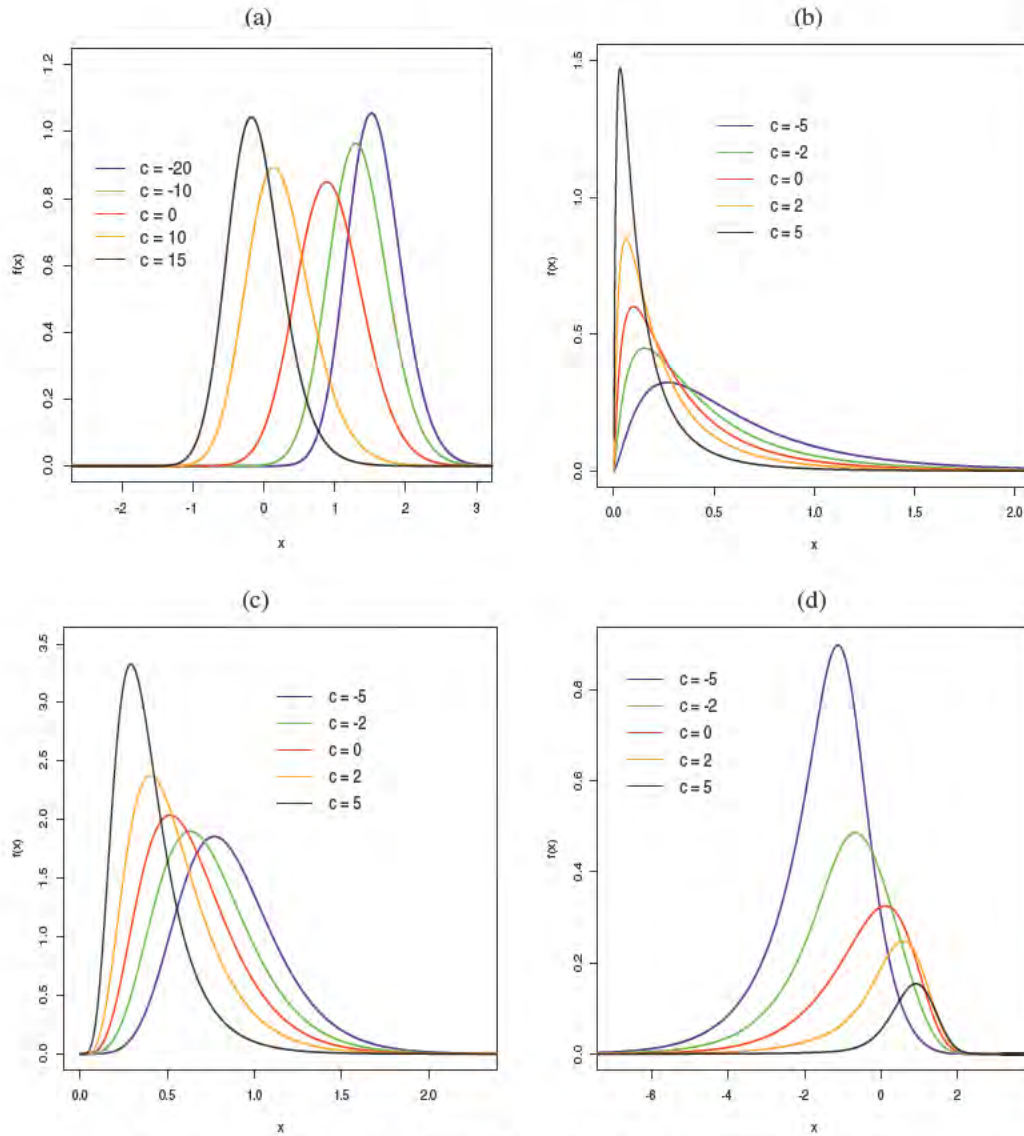 (a)
1.2
1.0
0.8
0.6
0.4
0.2
0.0
f(x)
c = -20
c = -10
c = 0
c = 10
c = 15
-2
-1
0
1
2
3
x
(b)
1.5
1.0
0.5
0.0
f(x)
c = -5
c = -2
c = 0
c = 2
c = 5
0.0
0.5
1.0
1.5
2.0
x
(c)
3.5
3.0
2.5
2.0
1.5
1.0
0.5
0.0
f(x)
c = -5
c = -2
c = 0
c = 2
c = 5
0.0
0.5
1.0
1.5
2.0
x
(d)
0.8
0.6
0.4
0.2
0.0
f(x)
c = -5
c = -2
c = 0
c = 2
c = 5
-6
-4
-2
0
2
x